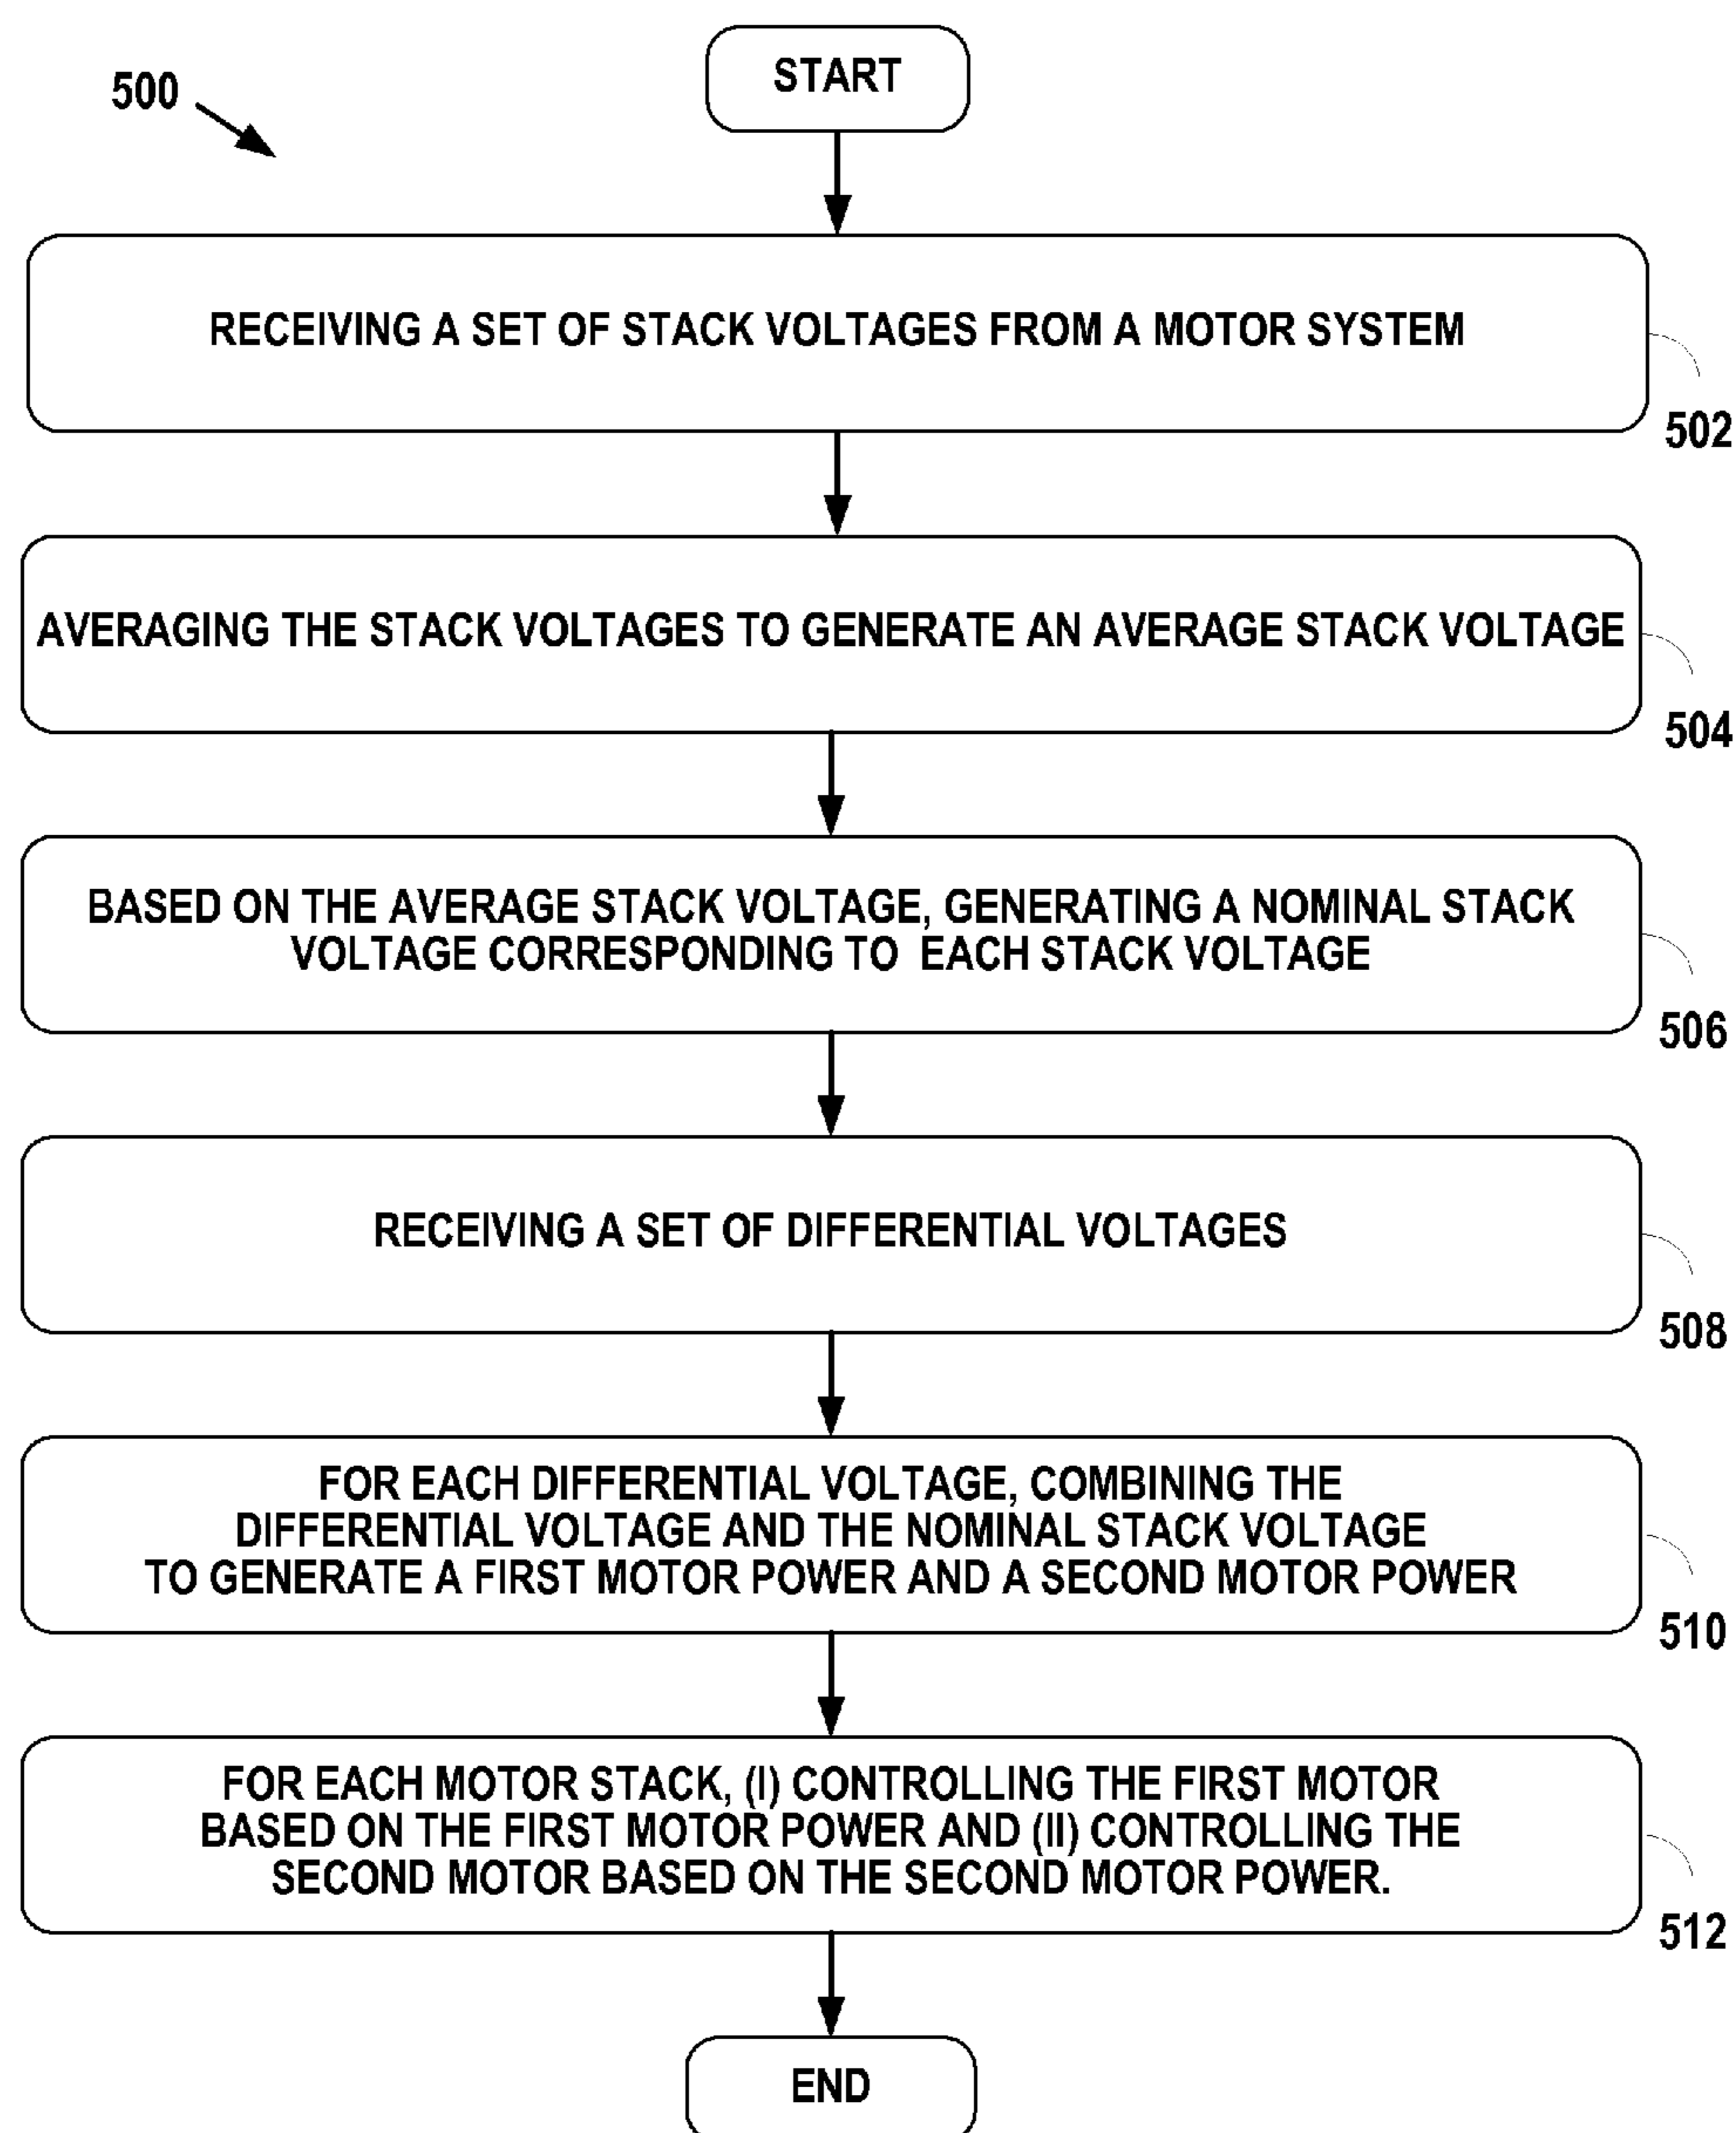 START
500
RECEIVING A SET OF STACK VOLTAGES FROM A MOTOR SYSTEM
502
AVERAGING THE STACK VOLTAGES TO GENERATE AN AVERAGE STACK VOLTAGE
504
BASED ON THE AVERAGE STACK VOLTAGE, GENERATING A NOMINAL STACK
VOLTAGE CORRESPONDING TO EACH STACK VOLTAGE
506
RECEIVING A SET OF DIFFERENTIAL VOLTAGES
508
FOR EACH DIFFERENTIAL VOLTAGE, COMBINING THE
DIFFERENTIAL VOLTAGE AND THE NOMINAL STACK VOLTAGE
TO GENERATE A FIRST MOTOR POWER AND A SECOND MOTOR POWER
510
FOR EACH MOTOR STACK, (I) CONTROLLING THE FIRST MOTOR
BASED ON THE FIRST MOTOR POWER AND (II) CONTROLLING THE
SECOND MOTOR BASED ON THE SECOND MOTOR POWER.
512
END